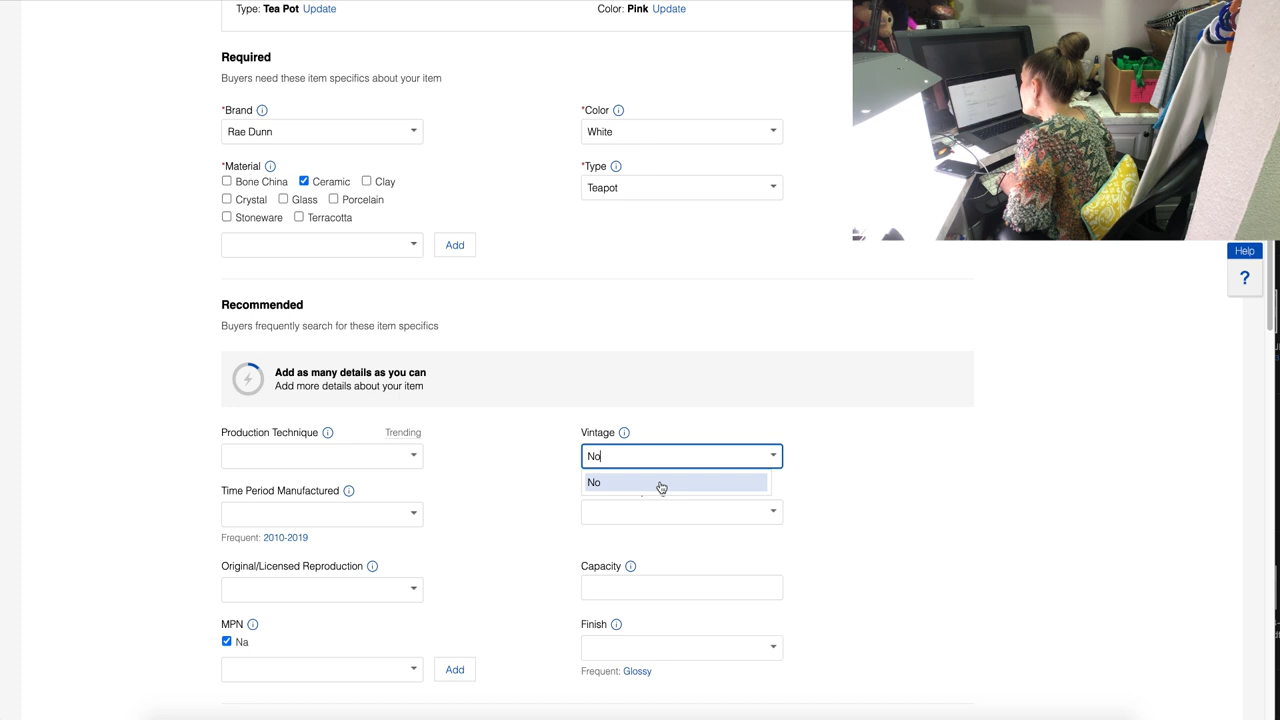 Type: Tea Pot Update
Color: Pink Update
Required
Buyers need these item specifics about your item
*Brand
Rae Dunn
*Color
White
*Material
Bone China Ceramic Clay
Crystal Glass Porcelain
Stoneware Terracotta
Add
*Type
Teapot
Help
?
Recommended
Buyers frequently search for these item specifics
Add as many details as you can
Add more details about your item
Production Technique Trending
Vintage
No
No
Time Period Manufactured
Frequent: 2010-2019
Original/Licensed Reproduction
Capacity
MPN
Na
Add
Finish
Frequent: Glossy